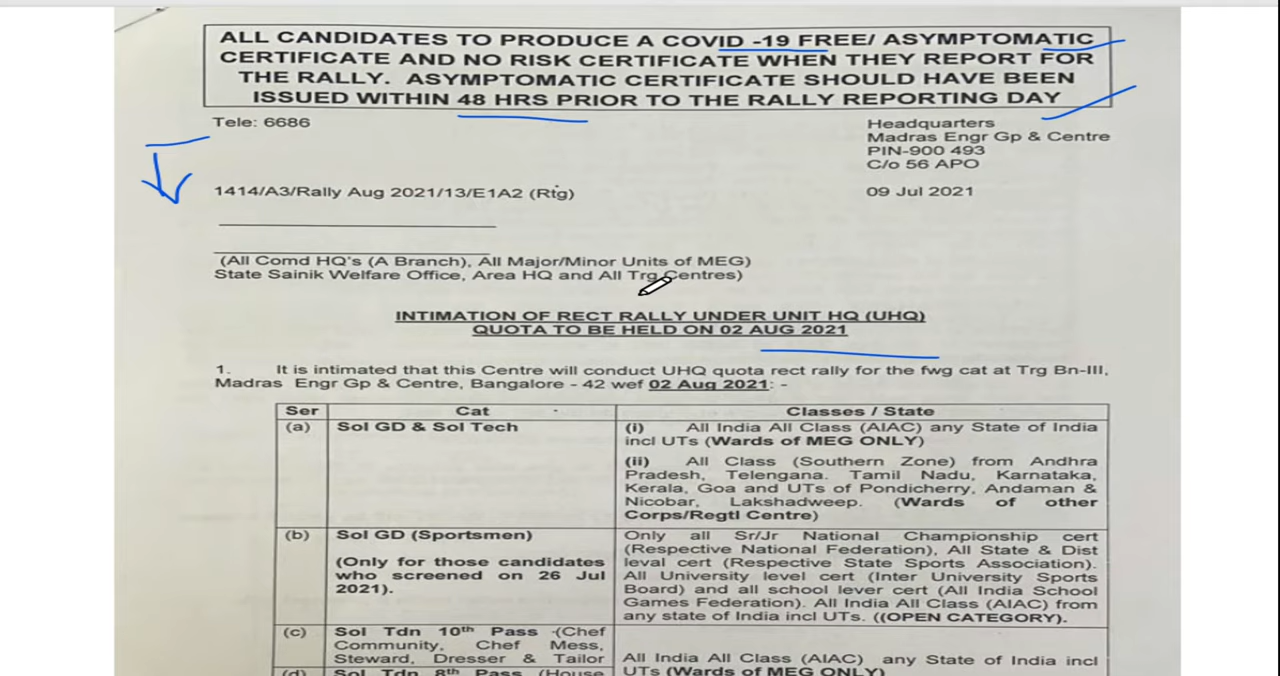 ALL CANDIDATES TO PRODUCE A COVID -19 FREE/ ASYMPTOMATIC
CERTIFICATE AND NO RISK CERTIFICATE WHEN THEY REPORT FOR
THE RALLY. ASYMPTOMATIC CERTIFICATE SHOULD HAVE BEEN
ISSUED WITHIN 48 HRS PRIOR TO THE RALLY REPORTING DAY
Tele: 6686
Headquarters
Madras Engr Gp & Centre
PIN-900 493
C/o 56 APO
1414/A3/Rally Aug 2021/13/E1A2 (Rtg)
09 Jul 2021
(All Comd HQ's (A Branch), All Major/Minor Units of MEG)
State Sainik Welfare Office, Area HQ and All Trg Centres)
INTIMATION OF RECT RALLY UNDER UNIT HQ (UHQ)
QUOTA TO BE HELD ON 02 AUG 2021
1. It is intimated that this Centre will conduct UHQ quota rect rally for the fwg cat at Trg Bn-III,
Madras Engr Gp & Centre, Bangalore - 42 wef 02 Aug 2021: -
Ser Cat Classes / State
(a) Sol GD & Sol Tech
(i) All India All Class (AIAC) any State of India
incl UTs (Wards of MEG ONLY)
(ii) All Class (Southern Zone) from Andhra
Pradesh, Telengana. Tamil Nadu, Karnataka,
Kerala, Goa and UTs of Pondicherry, Andaman &
Nicobar, Lakshadweep. (Wards of other
Corps/Regtl Centre)
(b) Sol GD (Sportsmen)
(Only for those candidates
who screened on 26 Jul
2021).
Only all Sr/Jr National Championship cert
(Respective National Federation), All State & Dist
leval cert (Respective State Sports Association).
All University level cert (Inter University Sports
Board) and all school lever cert (All India School
Games Federation). All India All Class (AIAC) from
any state of India incl UTs. ((OPEN CATEGORY).
(c) Sol Tdn 10th Pass -(Chef
Community, Chef Mess,
Steward, Dresser & Tailor
All India All Class (AIAC) any State of India incl
UTs (Wards of MEG ONLY)
(d) Sol Tdn 8th Pass (House